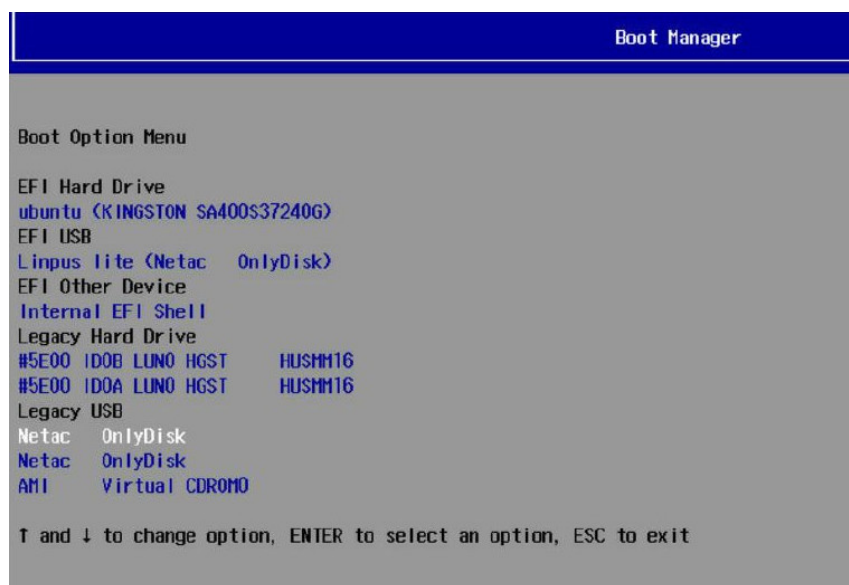 Boot Manager
Boot Option Menu
EFI Hard Drive
ubuntu (KINGSTON SA400S37240G)
EFI USB
Linpus lite (Netac OnlyDisk)
EFI Other Device
Internal EFI Shell
Legacy Hard Drive
#5E00 ID0B LUN0 HGST HUSMM16
#5E00 ID0A LUN0 HGST HUSMM16
Legacy USB
Netac OnlyDisk
Netac OnlyDisk
AMI Virtual CDROM0
↑ and ↓ to change option, ENTER to select an option, ESC to exit